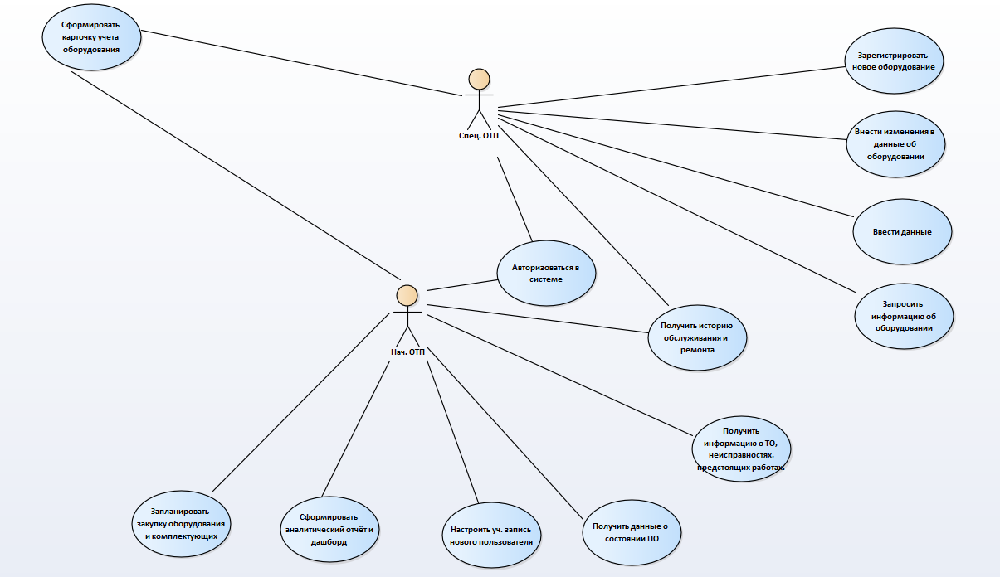 Сформировать
карточку учета
оборудования
Зарегистрировать
новое оборудование
Спец. ОТП
Внести изменения в
данные об
оборудовании
Ввести данные
Авторизоваться в
системе
Запросить
информацию об
оборудовании
Получить историю
обслуживания и
ремонта
Нач. ОТП
Получить
информацию о ТО,
неисправностях,
предстоящих работах.
Запланировать
закупку оборудования
и комплектующих
Сформировать
аналитический отчёт и
дашборд
Настроить уч. запись
нового пользователя
Получить данные о
состоянии ПО